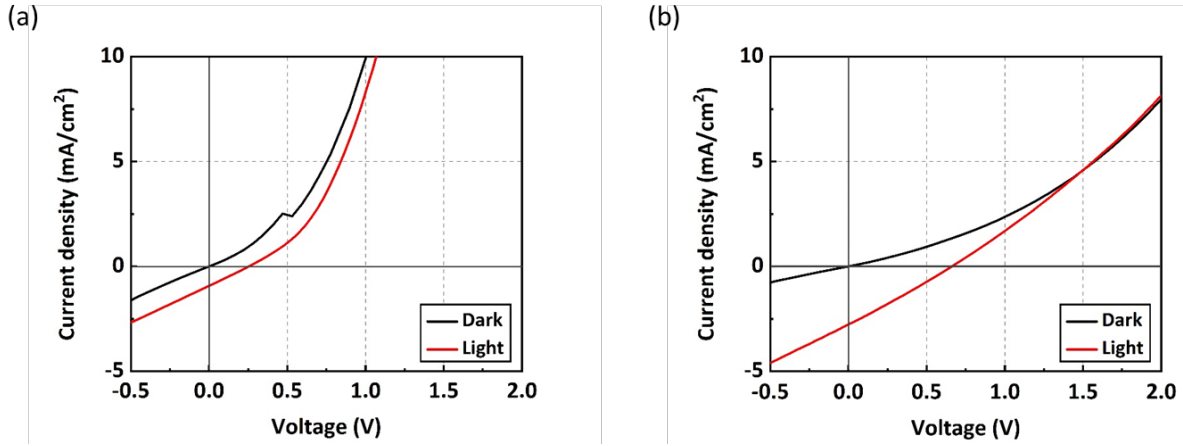 (a)
10
5
0
-5
Current density (mA/cm²)
-0.5 0.0 0.5 1.0 1.5 2.0
Voltage (V)
Dark
Light
(b)
10
5
0
-5
Current density (mA/cm²)
-0.5 0.0 0.5 1.0 1.5 2.0
Voltage (V)
Dark
Light